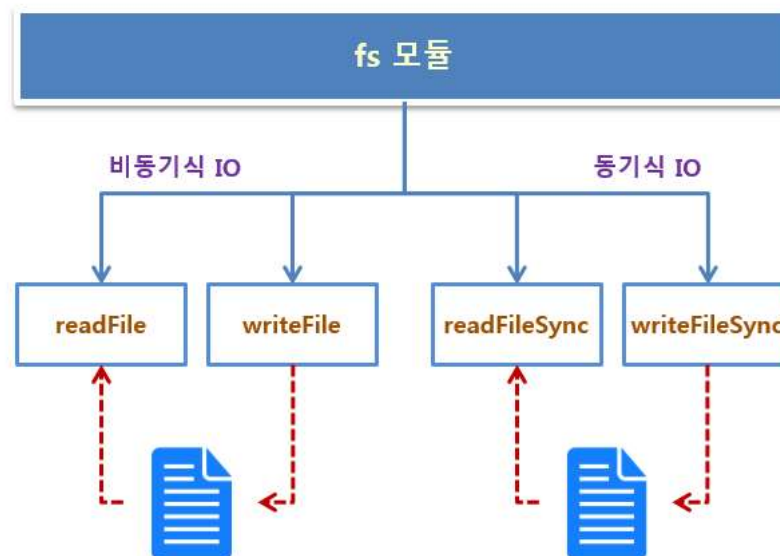 fs 모듈
비동기식 IO
동기식 IO
readFile
writeFile
readFileSync
writeFileSync